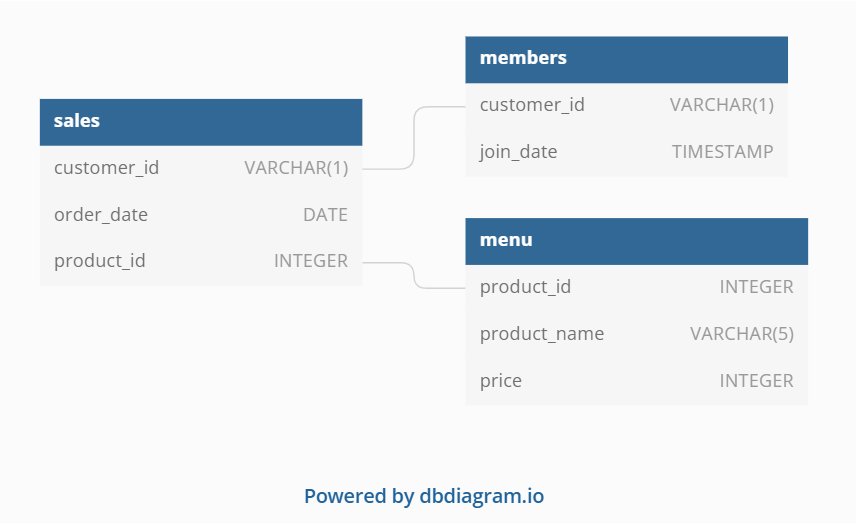 sales
customer_id VARCHAR(1)
order_date DATE
product_id INTEGER
members
customer_id VARCHAR(1)
join_date TIMESTAMP
menu
product_id INTEGER
product_name VARCHAR(5)
price INTEGER
Powered by dbdiagram.io